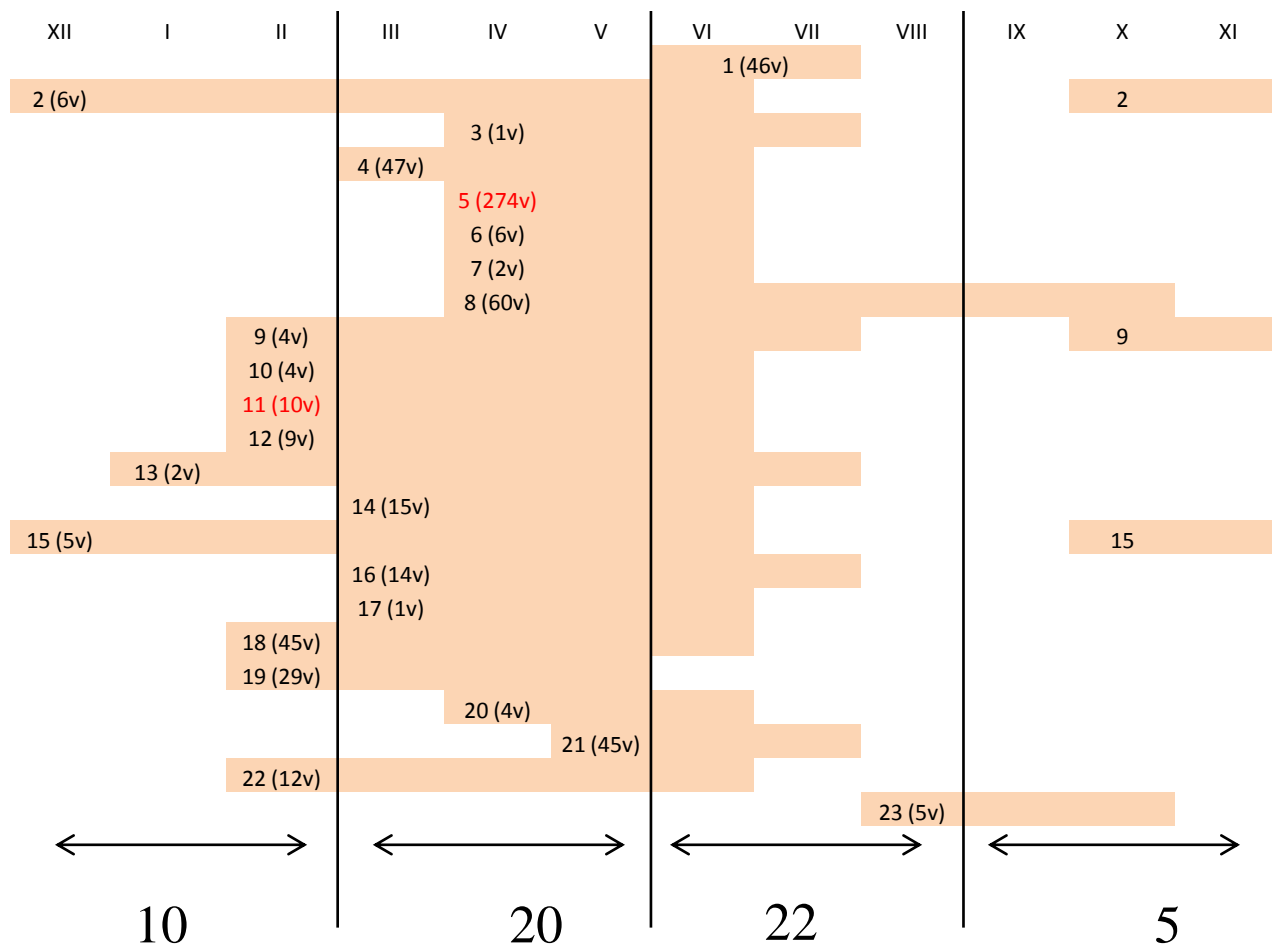 XII I II III IV V VI VII VIII IX X XI
1 (46v)
2 (6v) 2
3 (1v)
4 (47v)
5 (274v)
6 (6v)
7 (2v)
8 (60v)
9 (4v) 9
10 (4v)
11 (10v)
12 (9v)
13 (2v)
14 (15v)
15 (5v) 15
16 (14v)
17 (1v)
18 (45v)
19 (29v)
20 (4v)
21 (45v)
22 (12v)
23 (5v)
10 20 22 5